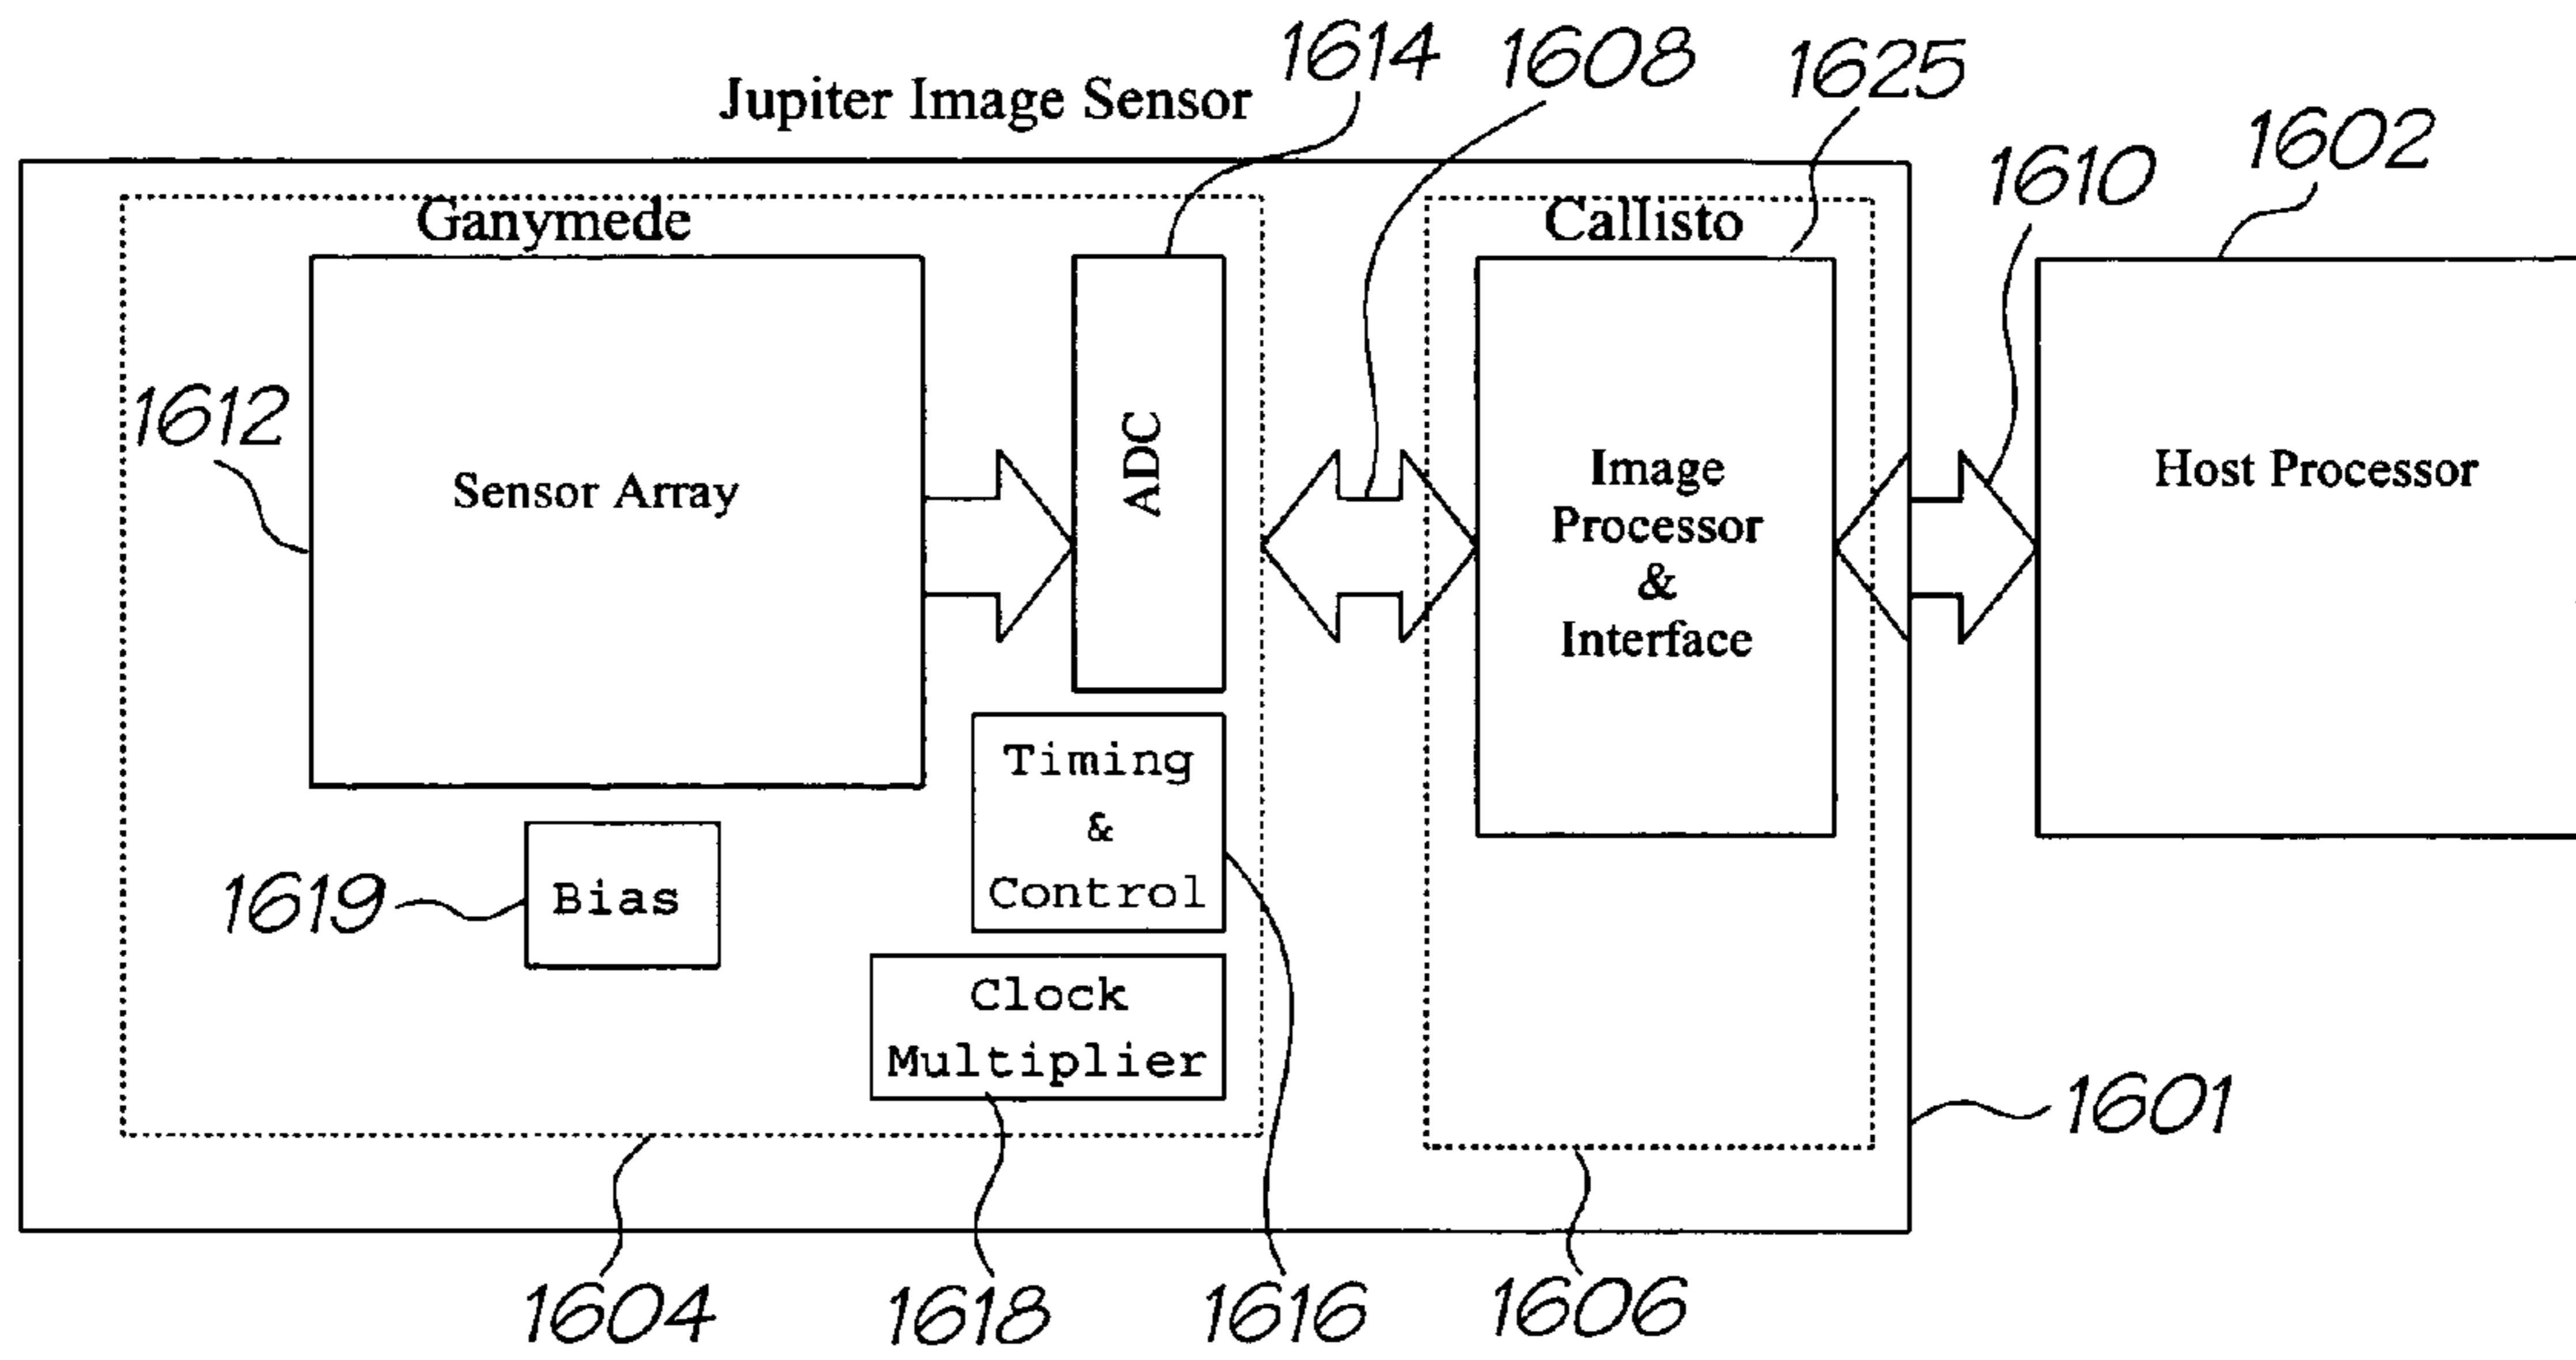 1614
1608
1625
Jupiter Image Sensor
1602
1610
Ganymede
Callisto
1612
Sensor Array
ADC
Image
Processor
&
Interface
Host Processor
Timing
&
Control
1619
Bias
Clock
Multiplier
1601
1604
1618
1616
1606